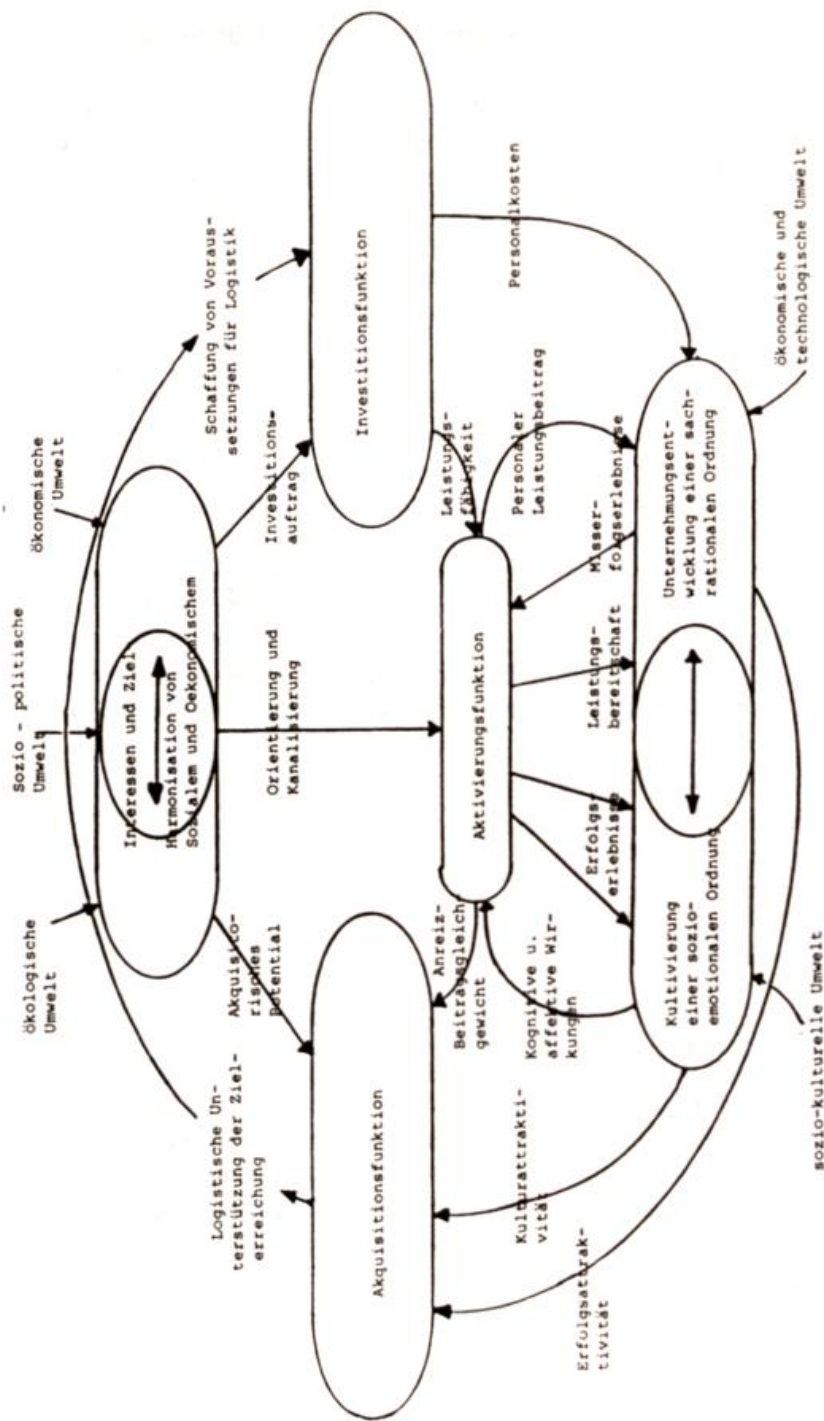 ökologische
Umwelt
Sozio - politische
Umwelt
ökonomische
Umwelt
Interessen und Ziel
Harmonisation von
Sozialem und Oekonomischem
Logistische Un-
terstützung der Ziel-
erreichung
Akquisito-
risches
Potential
Orientierung und
Kanalisierung
Investitions-
auftrag
Schaffung von Voraus-
setzungen für Logistik
Akquisitionsfunktion
Investitionsfunktion
Anreiz-
Beitragsgleich
gewicht
Aktivierungsfunktion
Leistungs-
fähigkeit
Kulturattrakti-
vität
Kognitive u.
affektive Wir-
kungen
Personaler
Leistungsbeitrag
Personalkosten
Erfolgsattrak-
tivität
Erfolgs-
erlebnisse
Leistungs-
bereitschaft
Misser-
folgserlebnisse
Kultivierung
einer sozio-
emotionalen Ordnung
Unternehmungsent-
wicklung einer sach-
rationalen Ordnung
sozio-kulturelle Umwelt
ökonomische und
technologische Umwelt